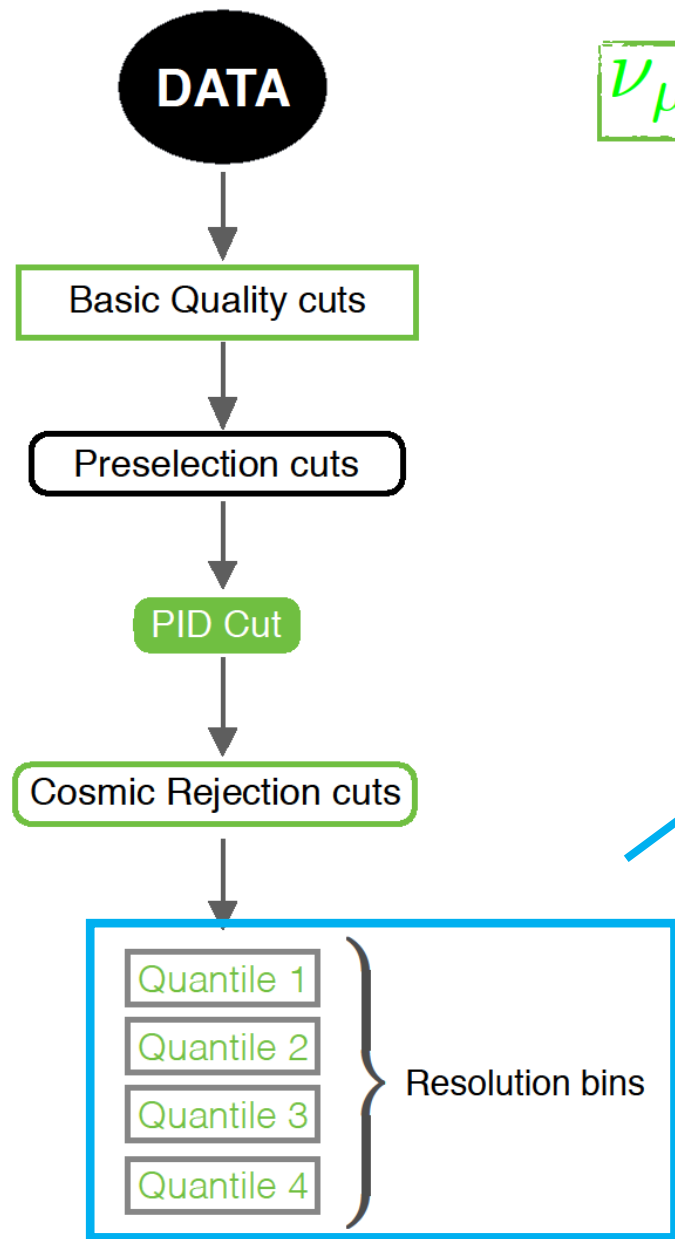 DATA
ν_μ
Basic Quality cuts
Preselection cuts
PID Cut
Cosmic Rejection cuts
Quantile 1
Quantile 2
Quantile 3
Quantile 4
Resolution bins